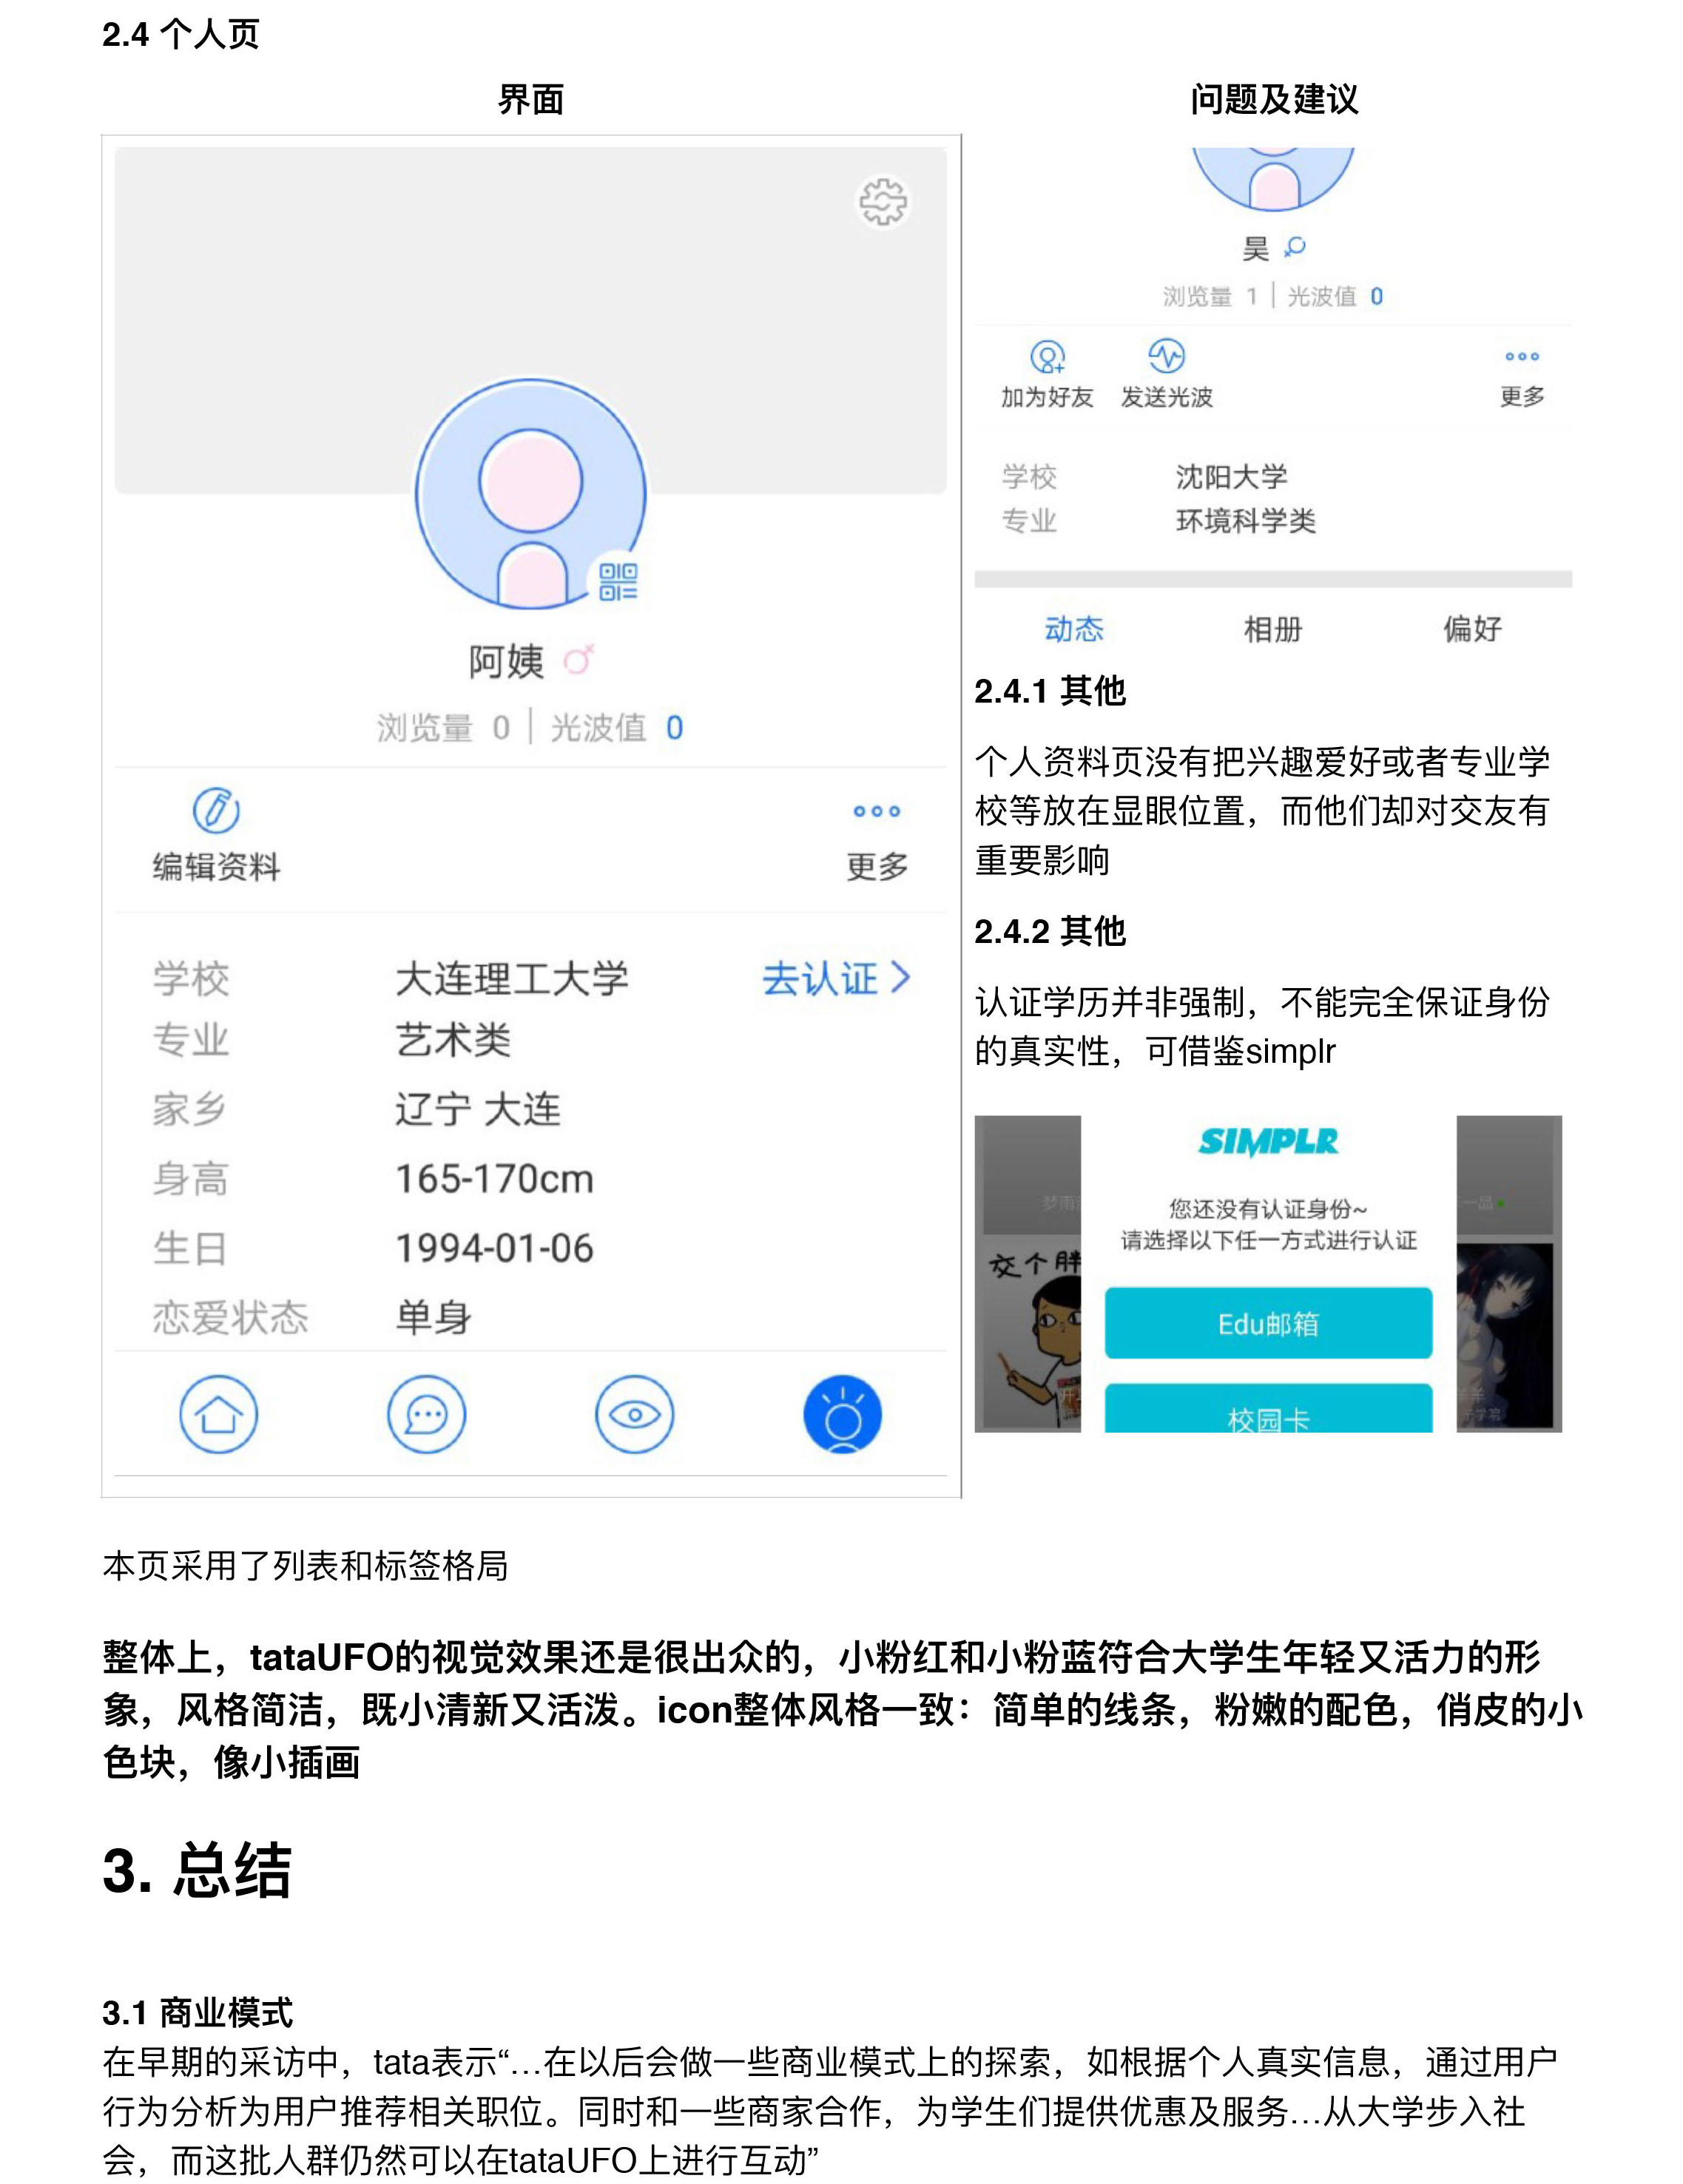 2.4 个人页
界面
阿姨
浏览量 0 | 光波值 0
编辑资料
更多
学校 大连理工大学 去认证 >
专业 艺术类
家乡 辽宁 大连
身高 165-170cm
生日 1994-01-06
恋爱状态 单身
问题及建议
昊
浏览量 1 | 光波值 0
加为好友 发送光波 更多
学校 沈阳大学
专业 环境科学类
动态 相册 偏好
2.4.1 其他
个人资料页没有把兴趣爱好或者专业学
校等放在显眼位置，而他们却对交友有
重要影响
2.4.2 其他
认证学历并非强制，不能完全保证身份
的真实性，可借鉴simplr
SIMPLR
您还没有认证身份~
请选择以下任一方式进行认证
Edu邮箱
校园卡
交个胖
本页采用了列表和标签格局
整体上，tataUFO的视觉效果还是很出众的，小粉红和小粉蓝符合大学生年轻又活力的形
象，风格简洁，既小清新又活泼。icon整体风格一致：简单的线条，粉嫩的配色，俏皮的小
色块，像小插画
3. 总结
3.1 商业模式
在早期的采访中，tata表示“…在以后会做一些商业模式上的探索，如根据个人真实信息，通过用户
行为分析为用户推荐相关职位。同时和一些商家合作，为学生们提供优惠及服务…从大学步入社
会，而这批人群仍然可以在tataUFO上进行互动”